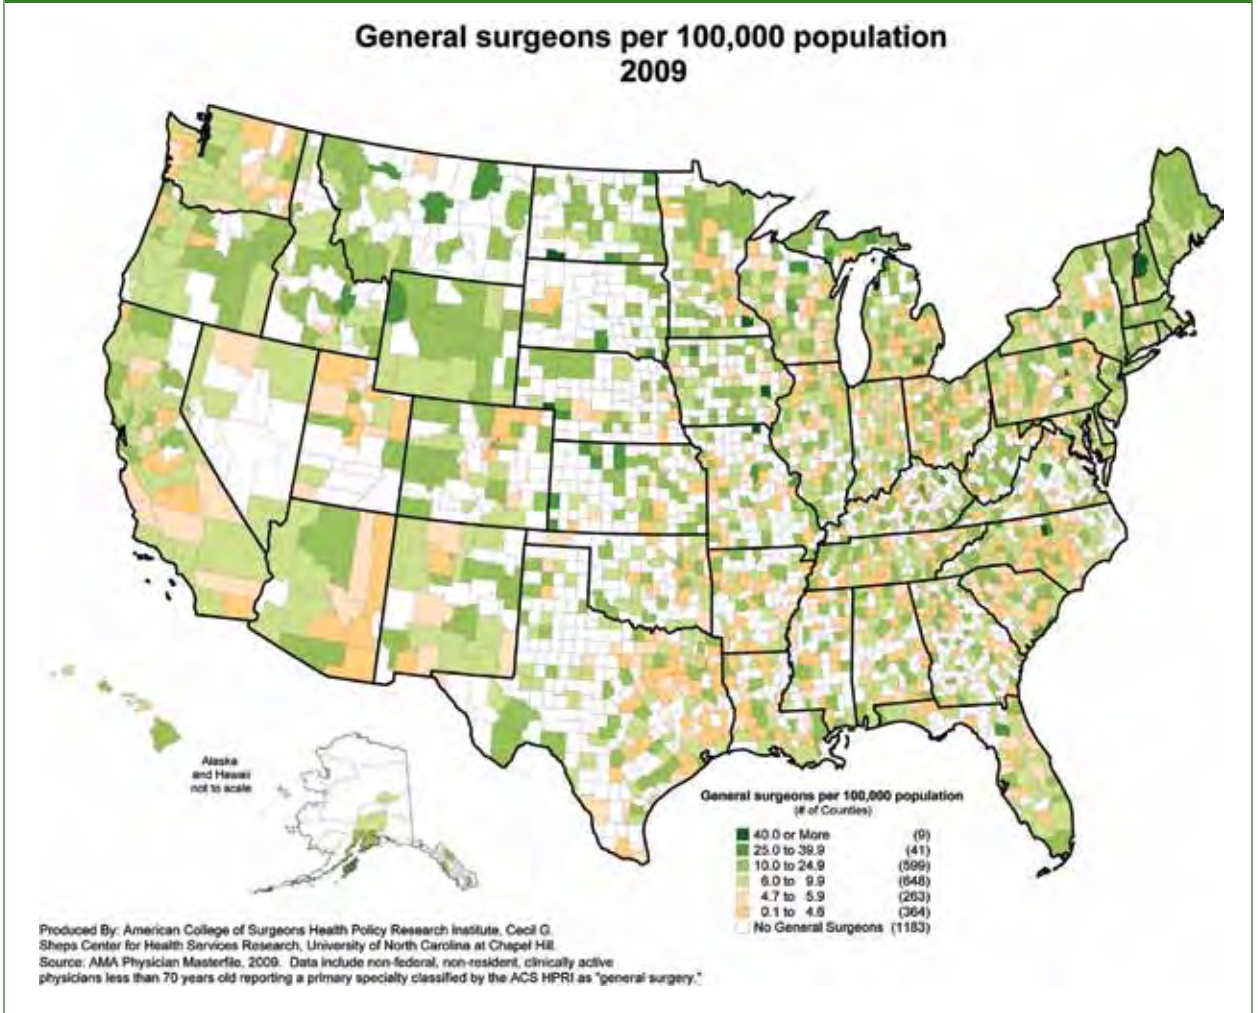 General surgeons per 100,000 population
2009
Alaska
and Hawaii
not to scale
General surgeons per 100,000 population
(# of Counties)
40.0 or More (9)
25.0 to 39.9 (41)
10.0 to 24.9 (599)
6.0 to 9.9 (648)
4.7 to 5.9 (263)
0.1 to 4.6 (364)
No General Surgeons (1183)
Produced By: American College of Surgeons Health Policy Research Institute, Cecil G.
Sheps Center for Health Services Research, University of North Carolina at Chapel Hill.
Source: AMA Physician Masterfile, 2009. Data include non-federal, non-resident, clinically active
physicians less than 70 years old reporting a primary specialty classified by the ACS HPRI as "general surgery."